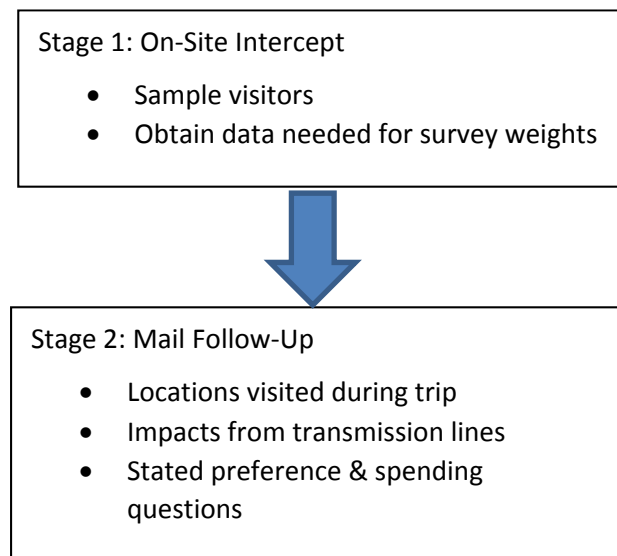 Stage 1: On-Site Intercept
• Sample visitors
• Obtain data needed for survey weights
Stage 2: Mail Follow-Up
• Locations visited during trip
• Impacts from transmission lines
• Stated preference & spending
questions